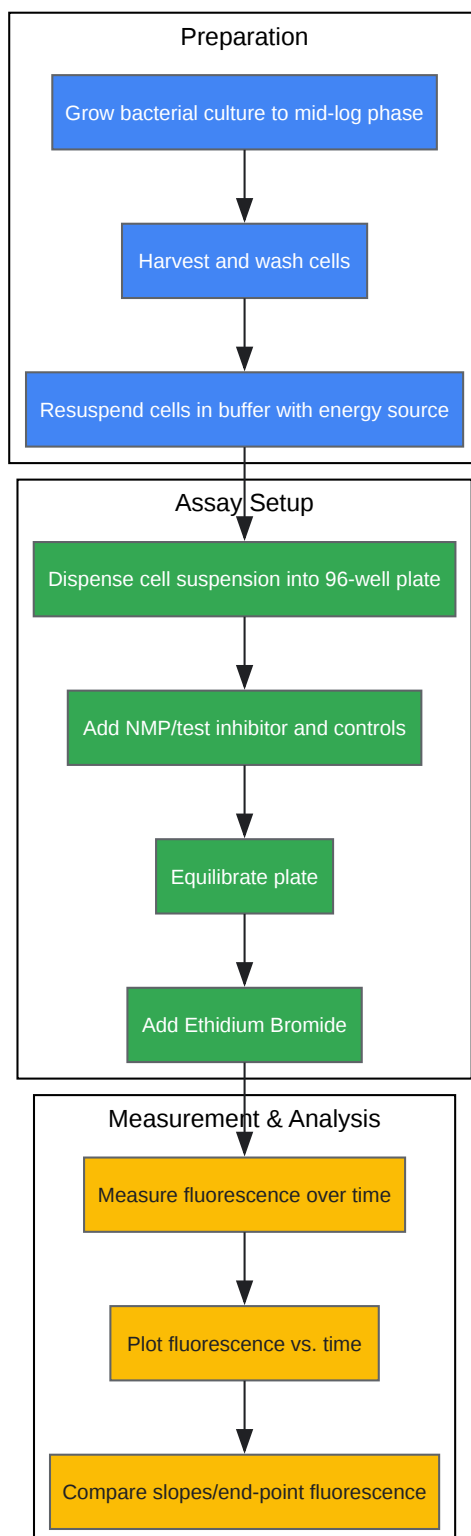 Preparation
Grow bacterial culture to mid-log phase
Harvest and wash cells
Resuspend cells in buffer with energy source
Assay Setup
Dispense cell suspension into 96-well plate
Add NMP/test inhibitor and controls
Equilibrate plate
Add Ethidium Bromide
Measurement & Analysis
Measure fluorescence over time
Plot fluorescence vs. time
Compare slopes/end-point fluorescence